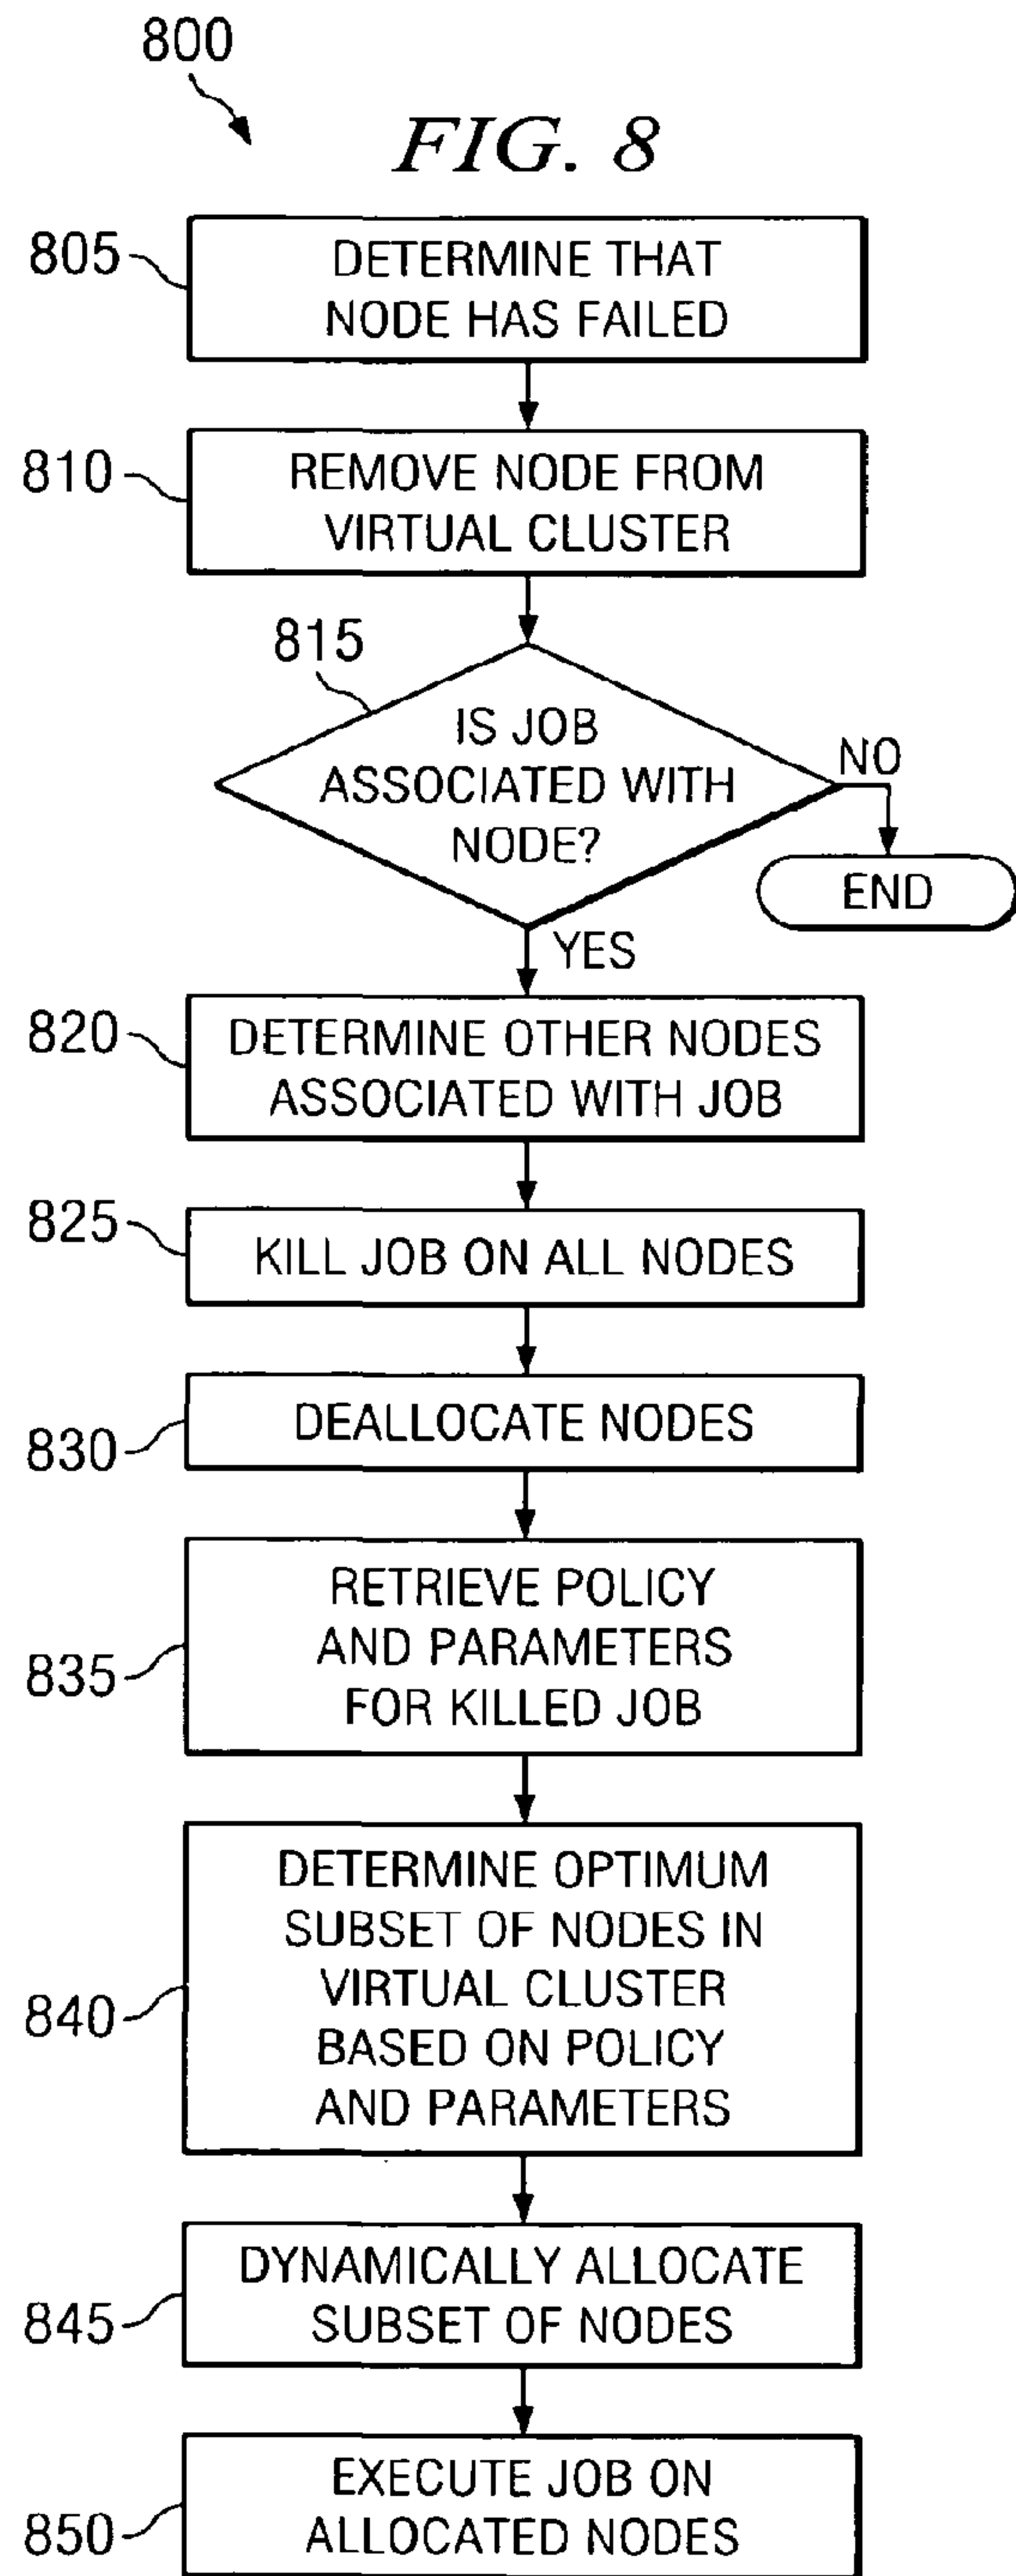 800
FIG. 8
805
DETERMINE THAT
NODE HAS FAILED
810
REMOVE NODE FROM
VIRTUAL CLUSTER
815
IS JOB
ASSOCIATED WITH
NODE?
NO
END
YES
820
DETERMINE OTHER NODES
ASSOCIATED WITH JOB
825
KILL JOB ON ALL NODES
830
DEALLOCATE NODES
835
RETRIEVE POLICY
AND PARAMETERS
FOR KILLED JOB
840
DETERMINE OPTIMUM
SUBSET OF NODES IN
VIRTUAL CLUSTER
BASED ON POLICY
AND PARAMETERS
845
DYNAMICALLY ALLOCATE
SUBSET OF NODES
850
EXECUTE JOB ON
ALLOCATED NODES